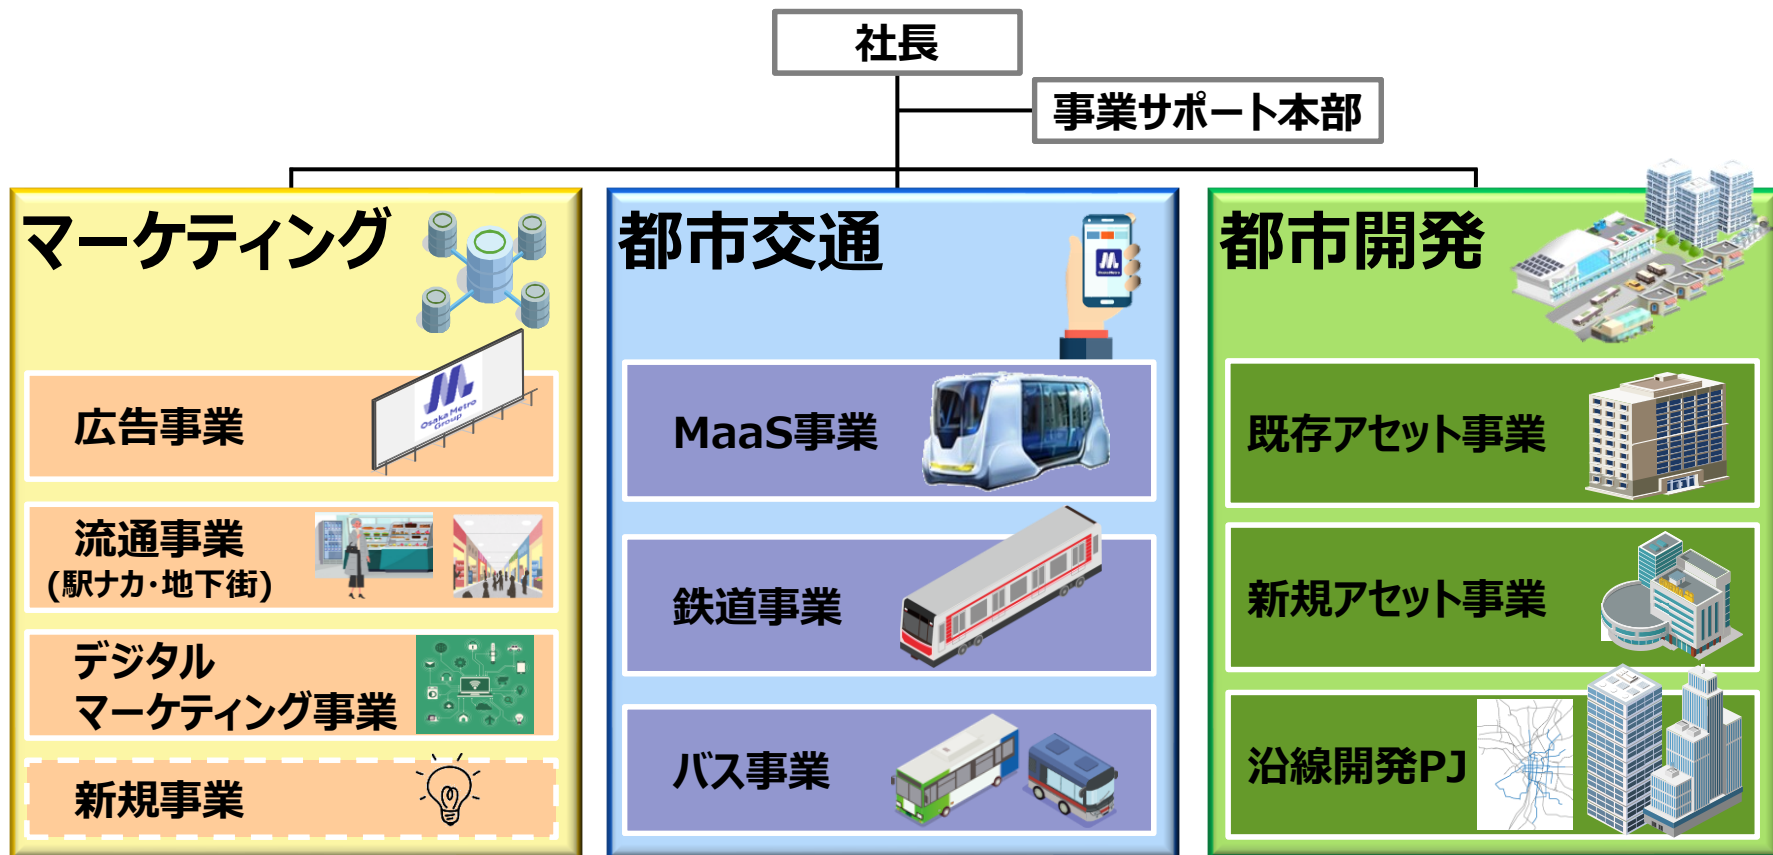 社長
事業サポート本部
マーケティング
広告事業
Osaka Metro
Group
流通事業
(駅ナカ・地下街)
デジタル
マーケティング事業
新規事業
都市交通
MaaS事業
鉄道事業
バス事業
都市開発
既存アセット事業
新規アセット事業
沿線開発PJ